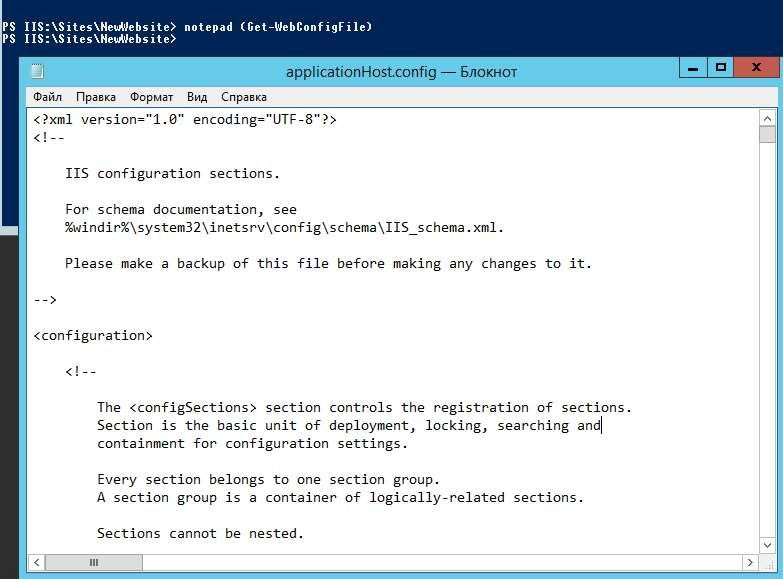 PS IIS:\Sites\NewWebsite> notepad (Get-WebConfigFile)
PS IIS:\Sites\NewWebsite>
applicationHost.config — Блокнот
Файл Правка Формат Вид Справка
<?xml version="1.0" encoding="UTF-8"?>
<!--
IIS configuration sections.
For schema documentation, see
%windir%\system32\inetsrv\config\schema\IIS_schema.xml.
Please make a backup of this file before making any changes to it.
-->
<configuration>
<!--
The <configSections> section controls the registration of sections.
Section is the basic unit of deployment, locking, searching and
containment for configuration settings.
Every section belongs to one section group.
A section group is a container of logically-related sections.
Sections cannot be nested.